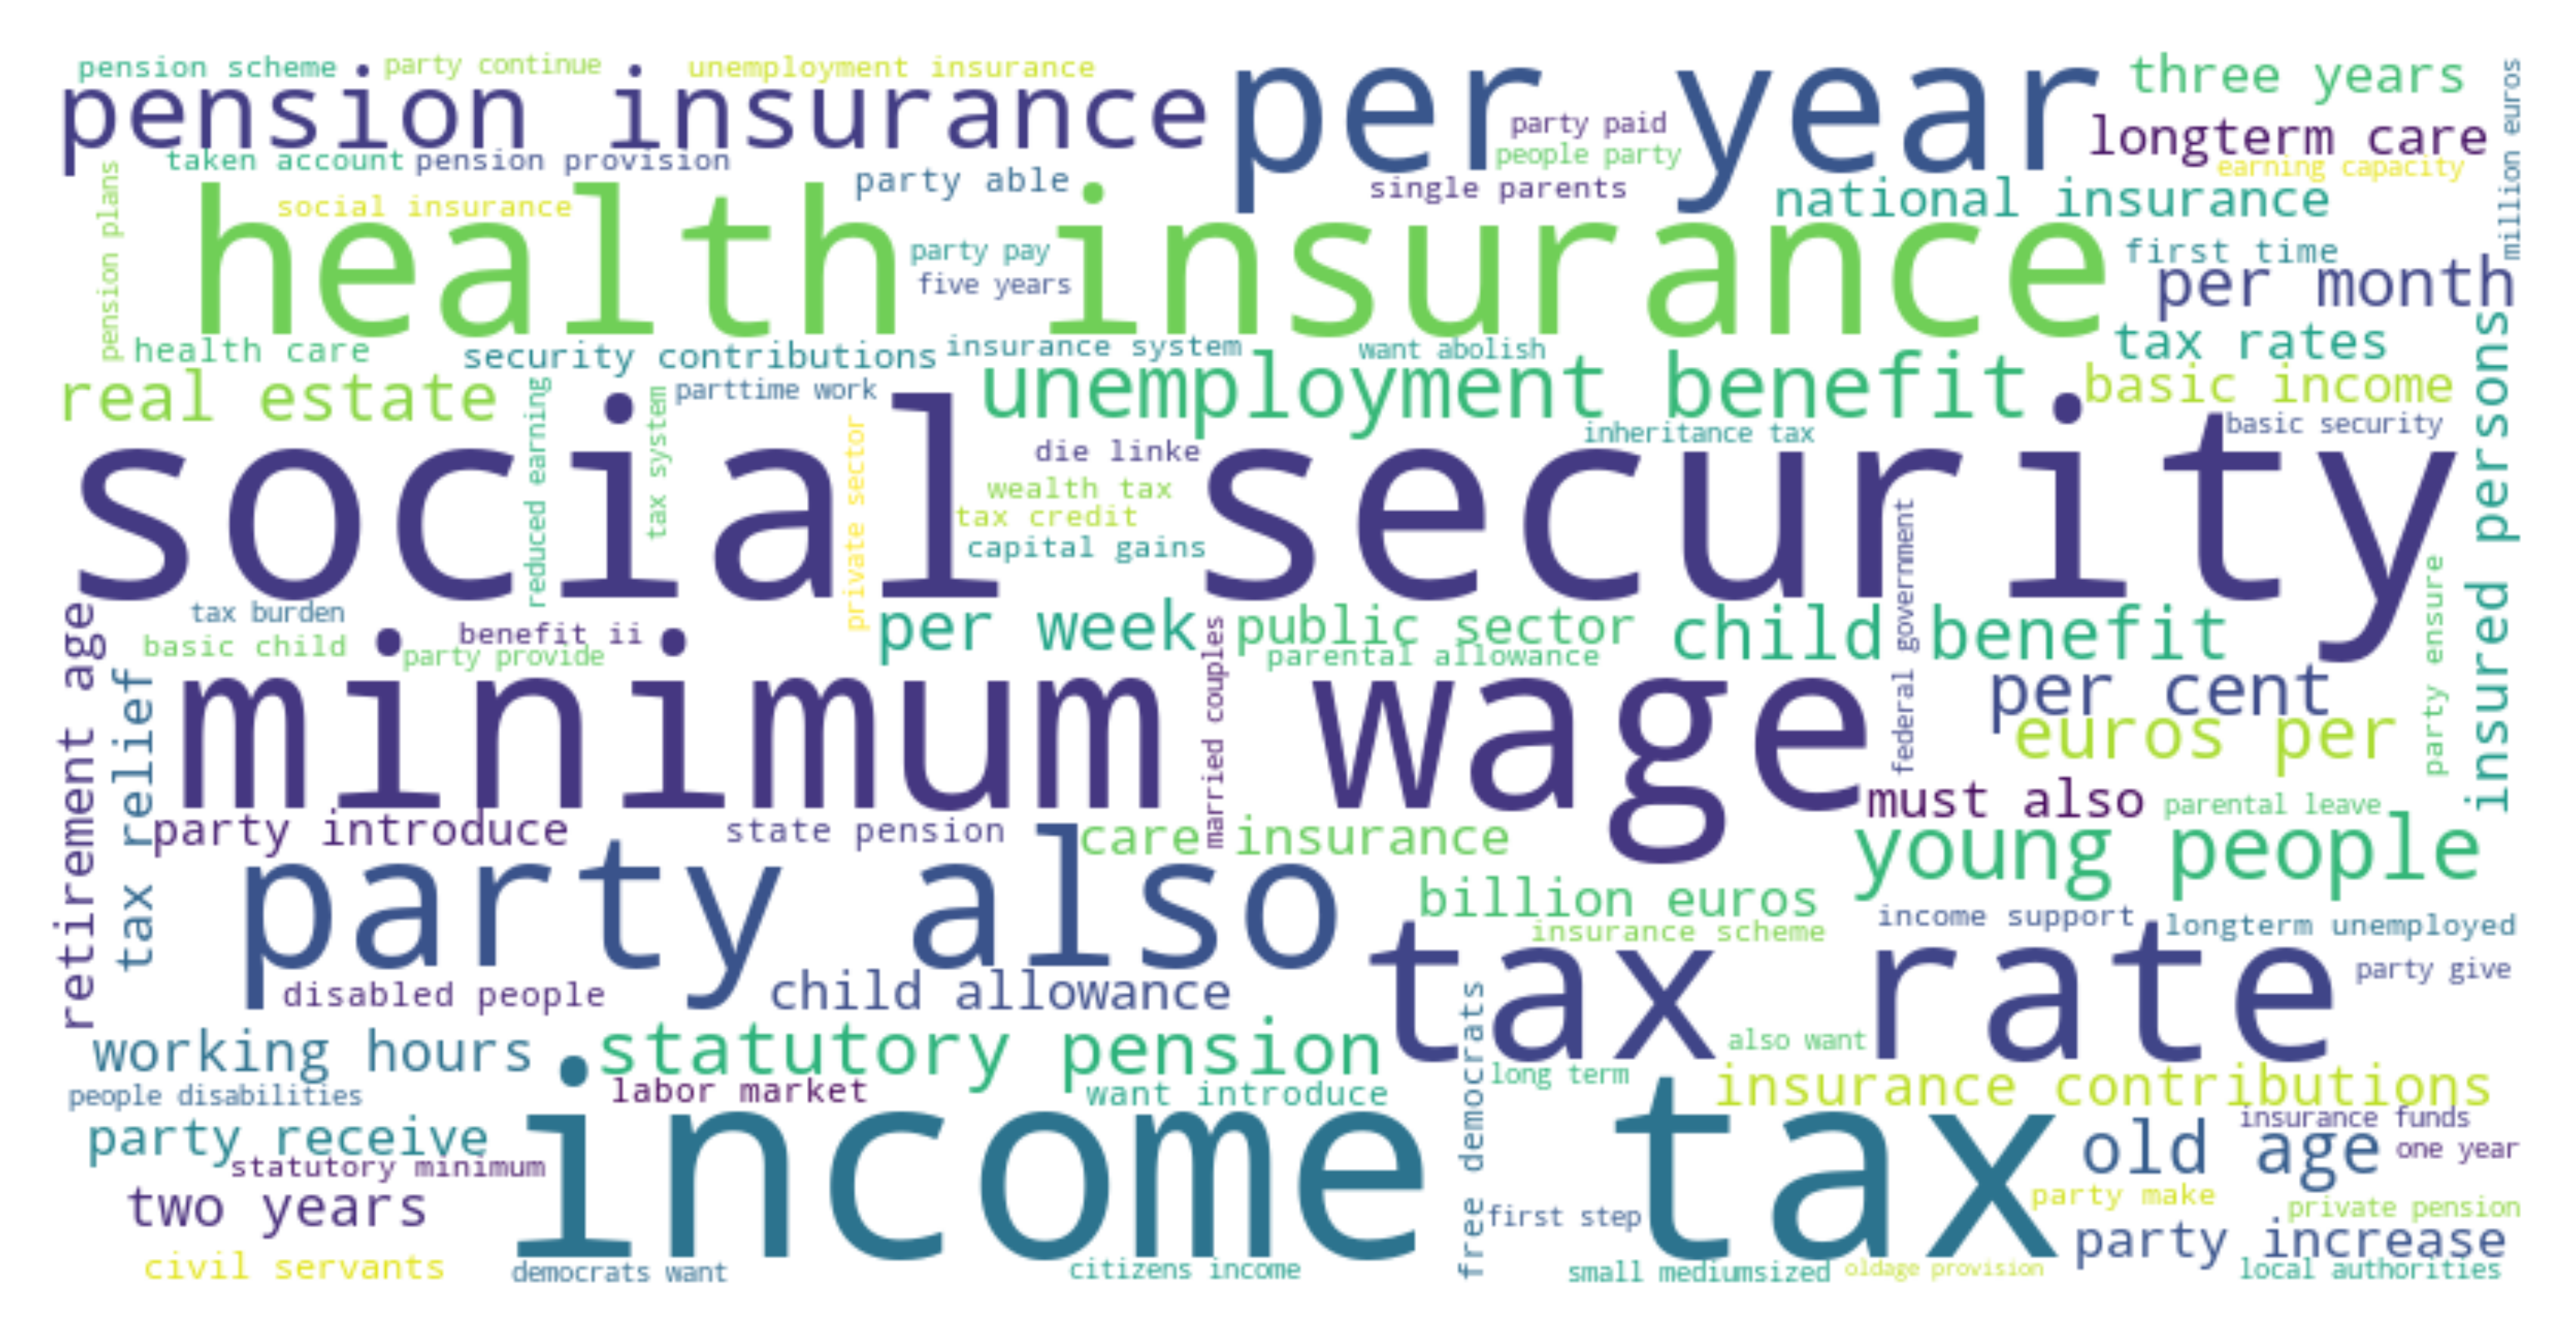 pension scheme
party continue
unemployment insurance
pension insurance
per year
three years
million euros
party paid
longterm care
people party
earning capacity
taken account
pension provision
pension plans
party able
single parents
national insurance
social insurance
health insurance
party pay
five years
first time
per month
health care
security contributions
insurance system
want abolish
tax rates
real estate
reduced earning
tax system
parttime work
unemployment benefit
basic income
insured persons
private sector
die linke
inheritance tax
basic security
social security
wealth tax
tax credit
capital gains
federal government
retirement age
tax burden
basic child
benefit ii
party provide
per week
married couples
public sector
parental allowance
child benefit
party ensure
tax relief
minimum wage
per cent
euros per
must also
parental leave
party introduce
state pension
care insurance
young people
party also
billion euros
insurance scheme
income support
longterm unemployed
tax rate
party give
disabled people
child allowance
free democrats
working hours
statutory pension
also want
people disabilities
labor market
want introduce
long term
insurance contributions
party receive
statutory minimum
income tax
old age
insurance funds
one year
two years
first step
party make
private pension
party increase
civil servants
democrats want
citizens income
small mediumsized
oldage provision
local authorities